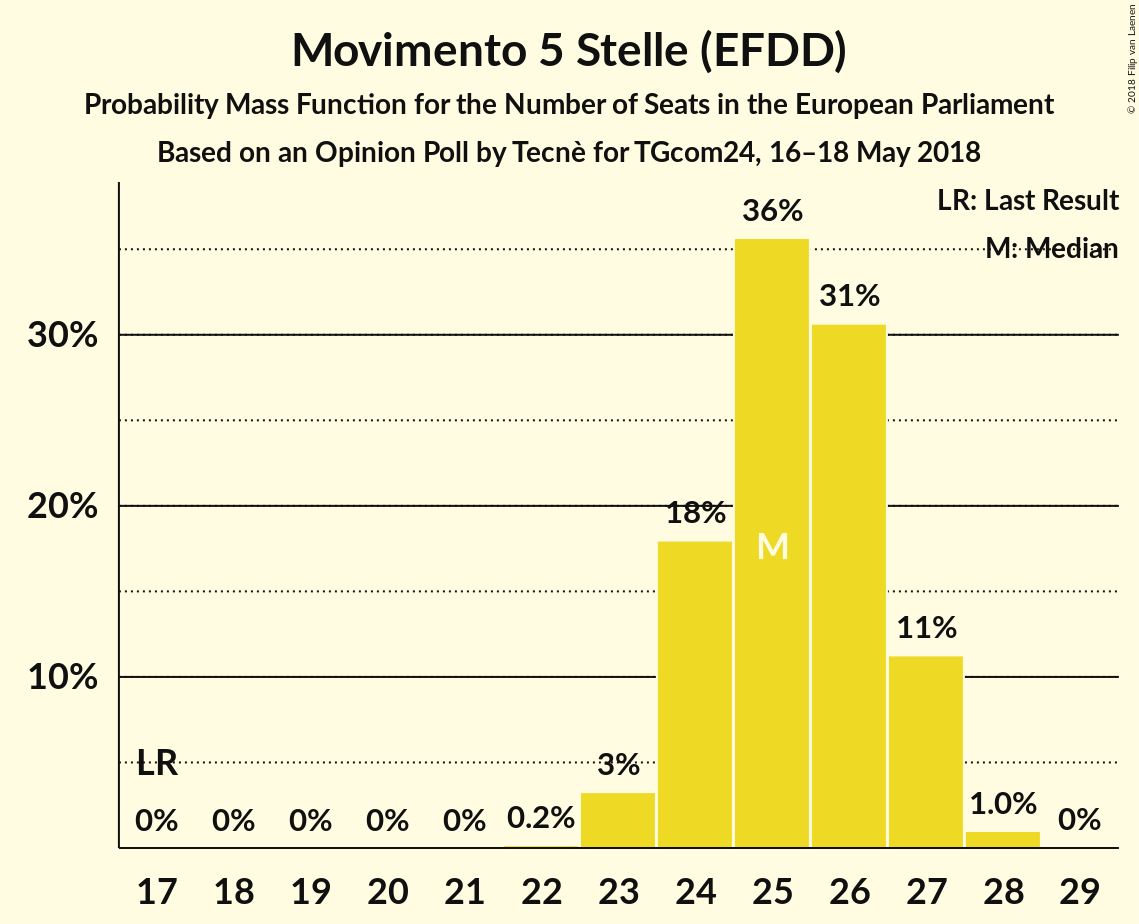 Movimento 5 Stelle (EFDD)
Probability Mass Function for the Number of Seats in the European Parliament
Based on an Opinion Poll by Tecnè for TGcom24, 16–18 May 2018
© 2018 Filip van Laenen
LR: Last Result
M: Median
36%
31%
30%
20%
18%
M
11%
10%
LR
3%
0% 0% 0% 0% 0% 0.2% 1.0% 0%
17 18 19 20 21 22 23 24 25 26 27 28 29